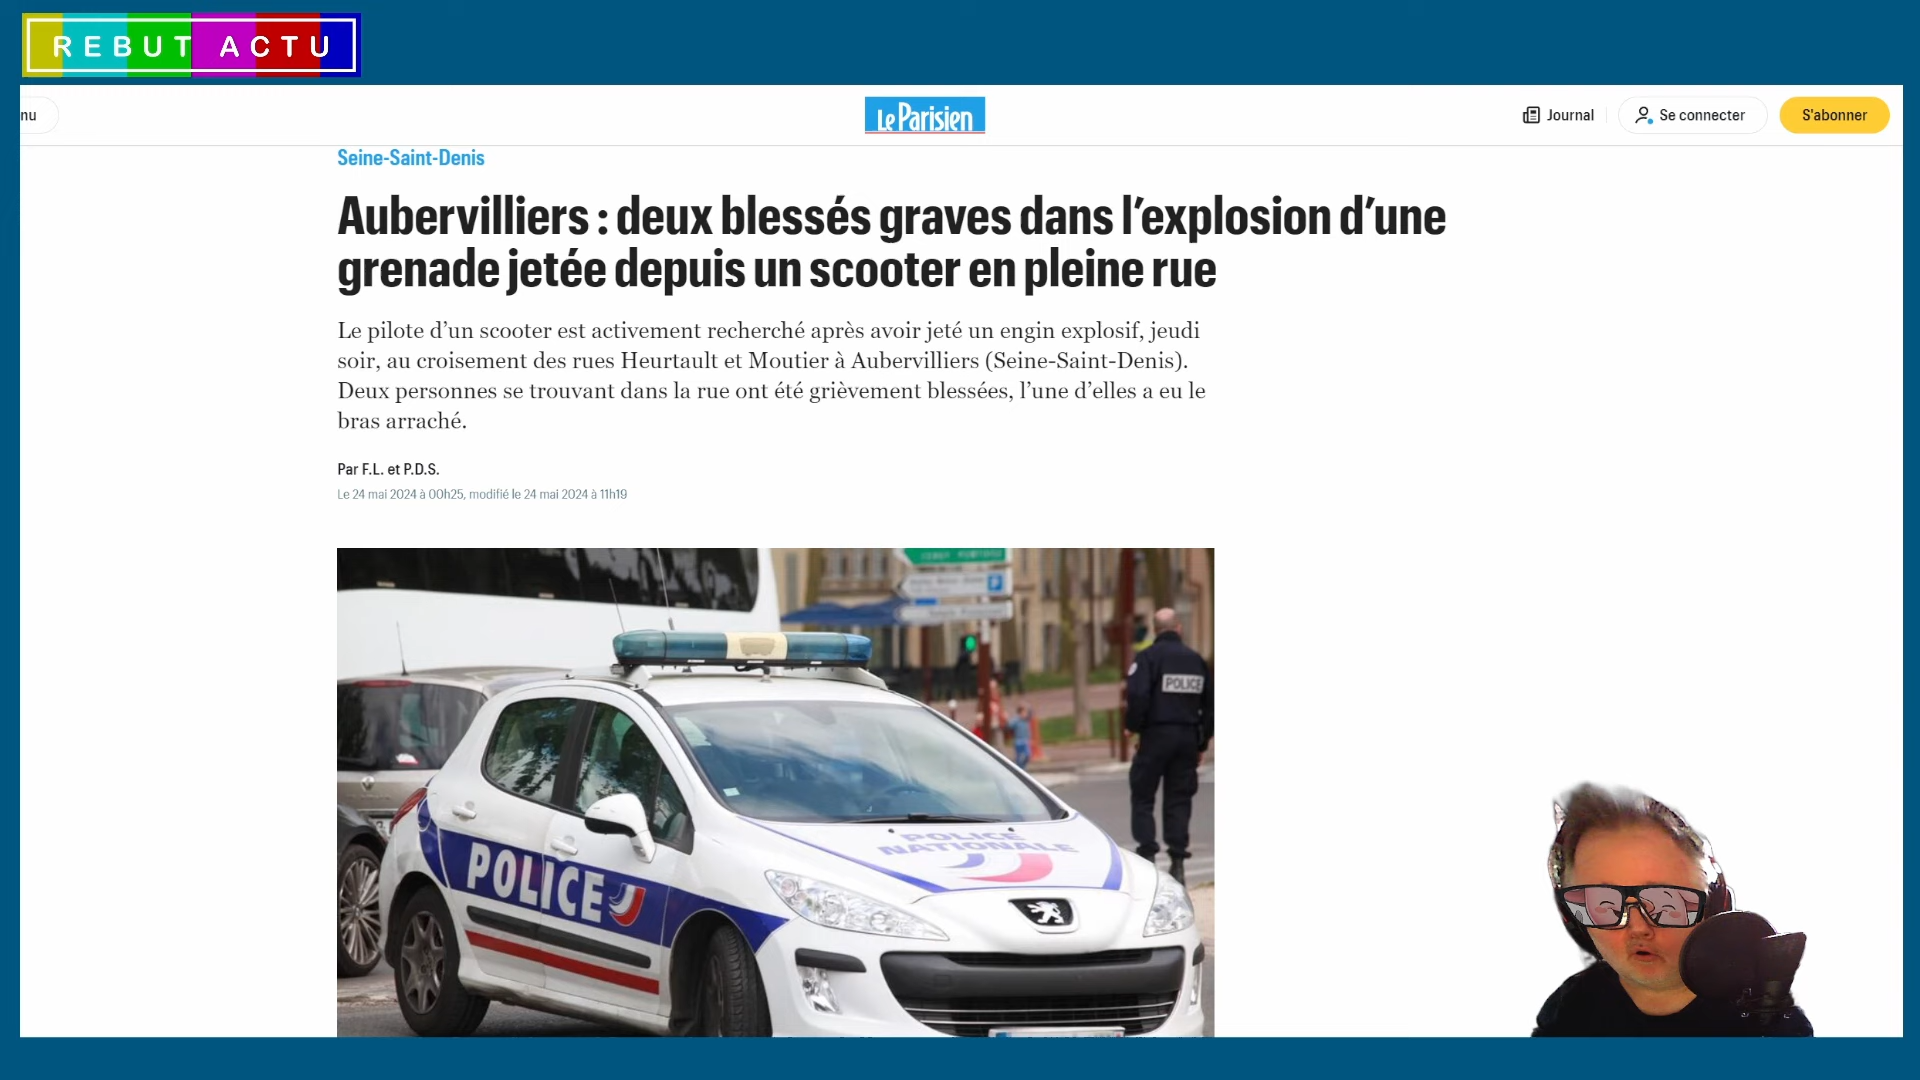 REBUT ACTU
nu
Le Parisien
Journal
Se connecter
S'abonner
Seine-Saint-Denis
Aubervilliers : deux blessés graves dans l’explosion d’une
grenade jetée depuis un scooter en pleine rue
Le pilote d’un scooter est activement recherché après avoir jeté un engin explosif, jeudi
soir, au croisement des rues Heurtault et Moutier à Aubervilliers (Seine-Saint-Denis).
Deux personnes se trouvant dans la rue ont été grièvement blessées, l’une d’elles a eu le
bras arraché.
Par F.L. et P.D.S.
Le 24 mai 2024 à 00h25, modifié le 24 mai 2024 à 11h19
P
POLICE
POLICE
NATIONALE
POLICE